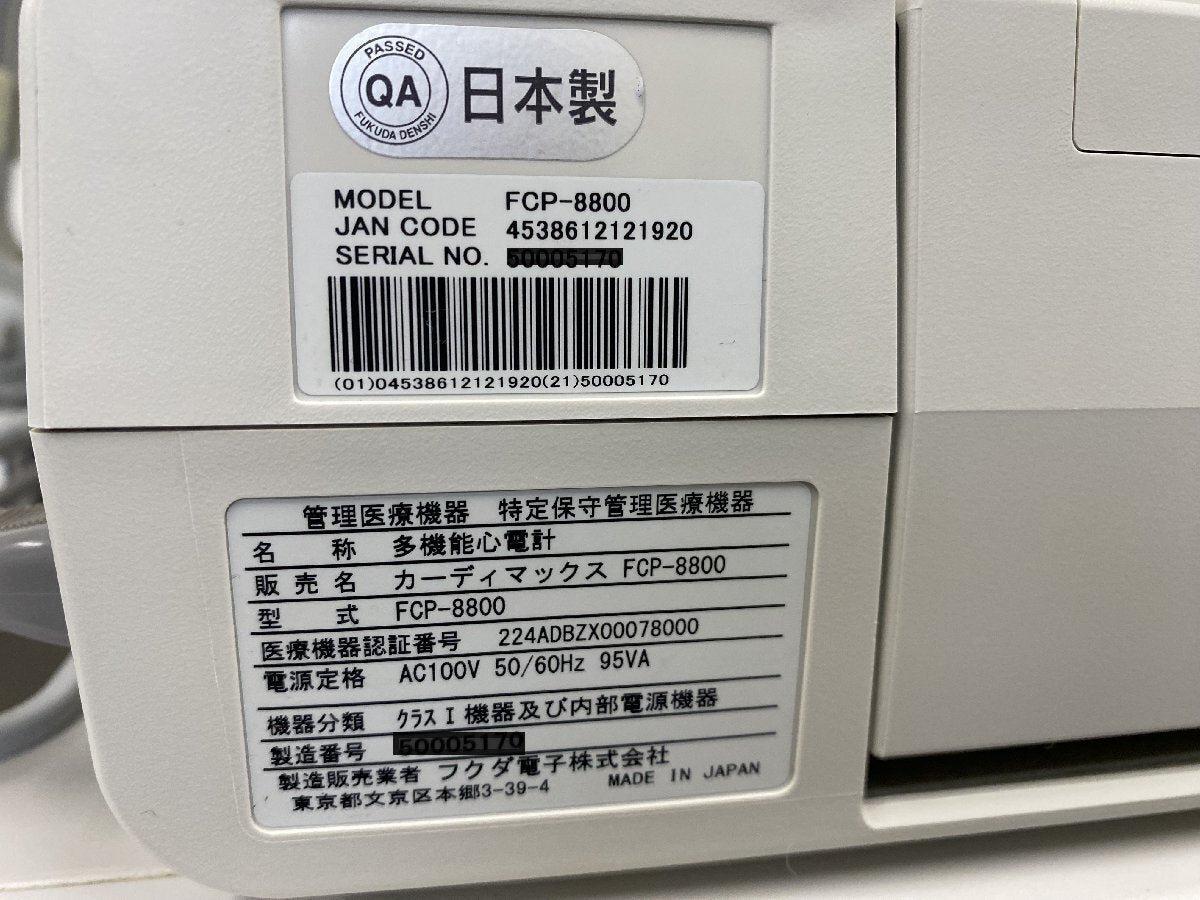 PASSED
QA
FUKUDA DENSHI
日本製
MODEL FCP-8800
JAN CODE 4538612121920
SERIAL NO. 50005170
(01)04538612121920(21)50005170
管理医療機器 特定保守管理医療機器
名 称 多機能心電計
販売名 カーディマックス FCP-8800
型 式 FCP-8800
医療機器認証番号 224ADBZX00078000
電源定格 AC100V 50/60Hz 95VA
機器分類 クラスⅠ機器及び内部電源機器
製造番号 50005170
製造販売業者 フクダ電子株式会社
東京都文京区本郷3-39-4 MADE IN JAPAN